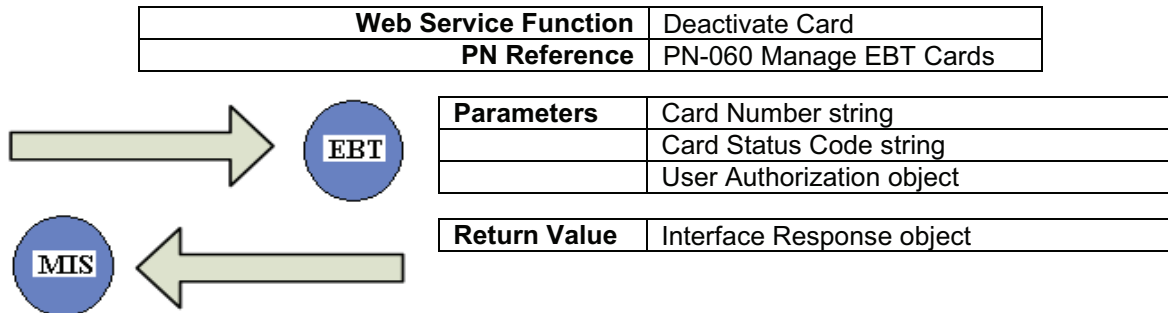 Web Service Function Deactivate Card
PN Reference PN-060 Manage EBT Cards
EBT
Parameters Card Number string
Card Status Code string
User Authorization object
Return Value Interface Response object
MIS